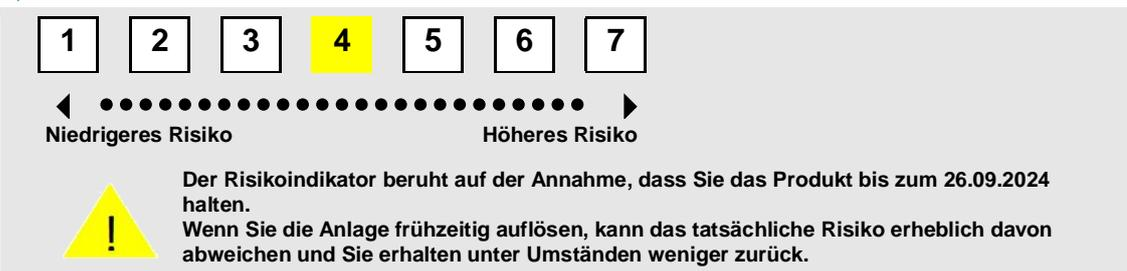 1 2 3 4 5 6 7
Niedrigeres Risiko Höheres Risiko
Der Risikoindikator beruht auf der Annahme, dass Sie das Produkt bis zum 26.09.2024
halten.
Wenn Sie die Anlage frühzeitig auflösen, kann das tatsächliche Risiko erheblich davon
! abweichen und Sie erhalten unter Umständen weniger zurück.